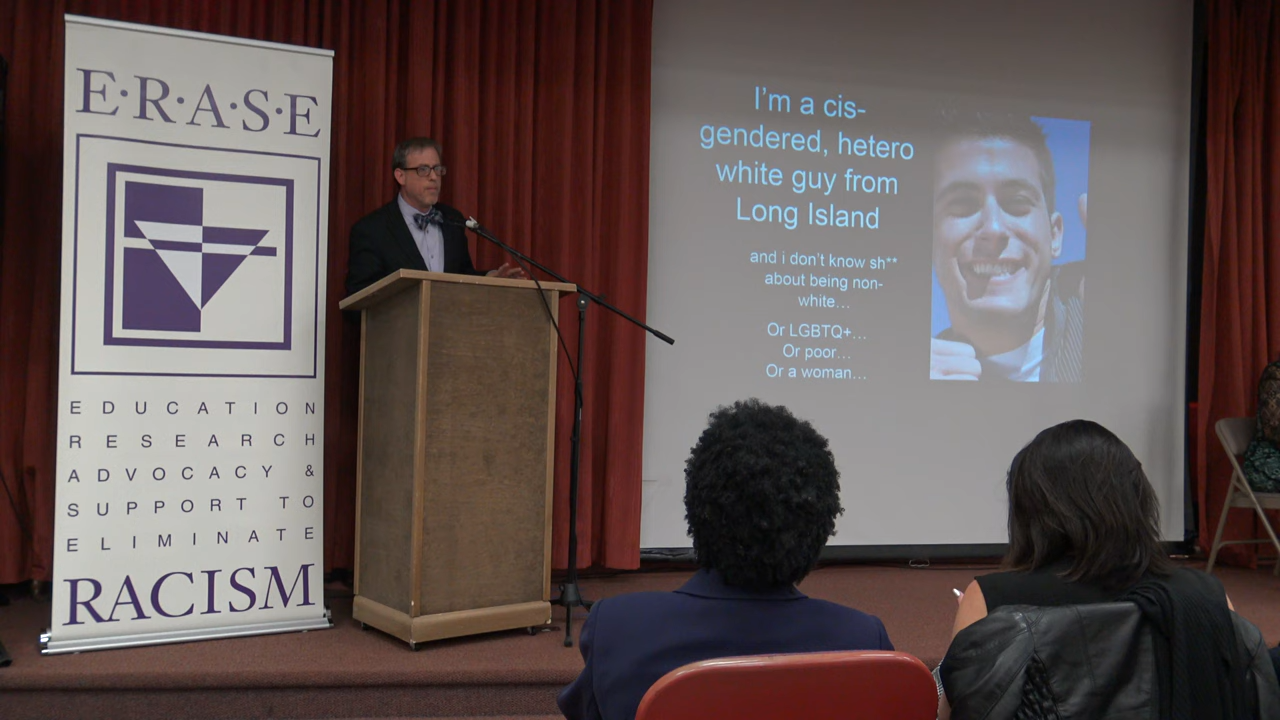 E·R·A·S·E
EDUCATION
RESEARCH
ADVOCACY &
SUPPORT TO
ELIMINATE
RACISM
I'm a cis-
gendered, hetero
white guy from
Long Island
and i don't know sh**
about being non-
white...
Or LGBTQ+...
Or poor...
Or a woman...